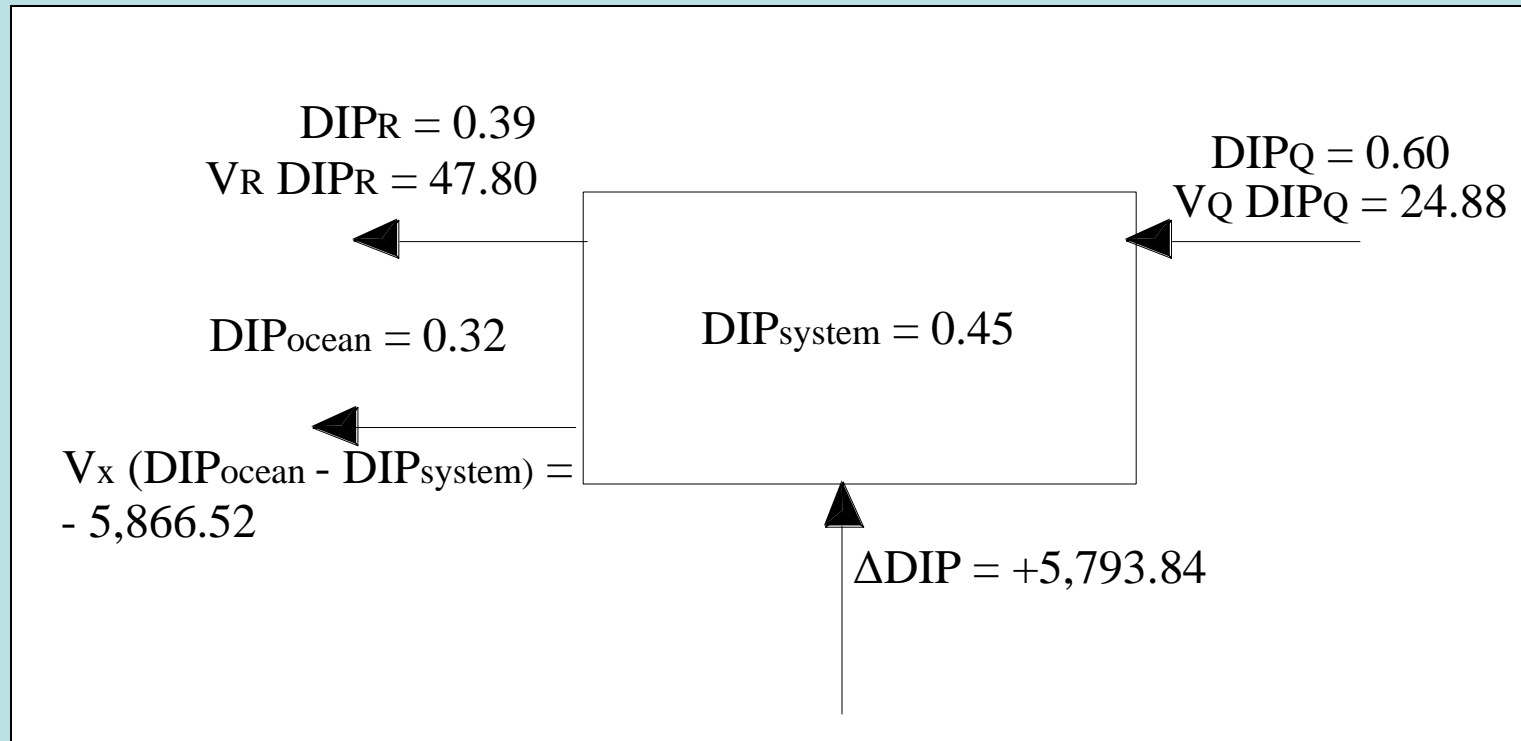 DIPR = 0.39
VR DIPR = 47.80
DIPQ = 0.60
VQ DIPQ = 24.88
DIPocean = 0.32
DIPsystem = 0.45
Vx (DIPocean - DIPsystem) =
- 5,866.52
ΔDIP = +5,793.84